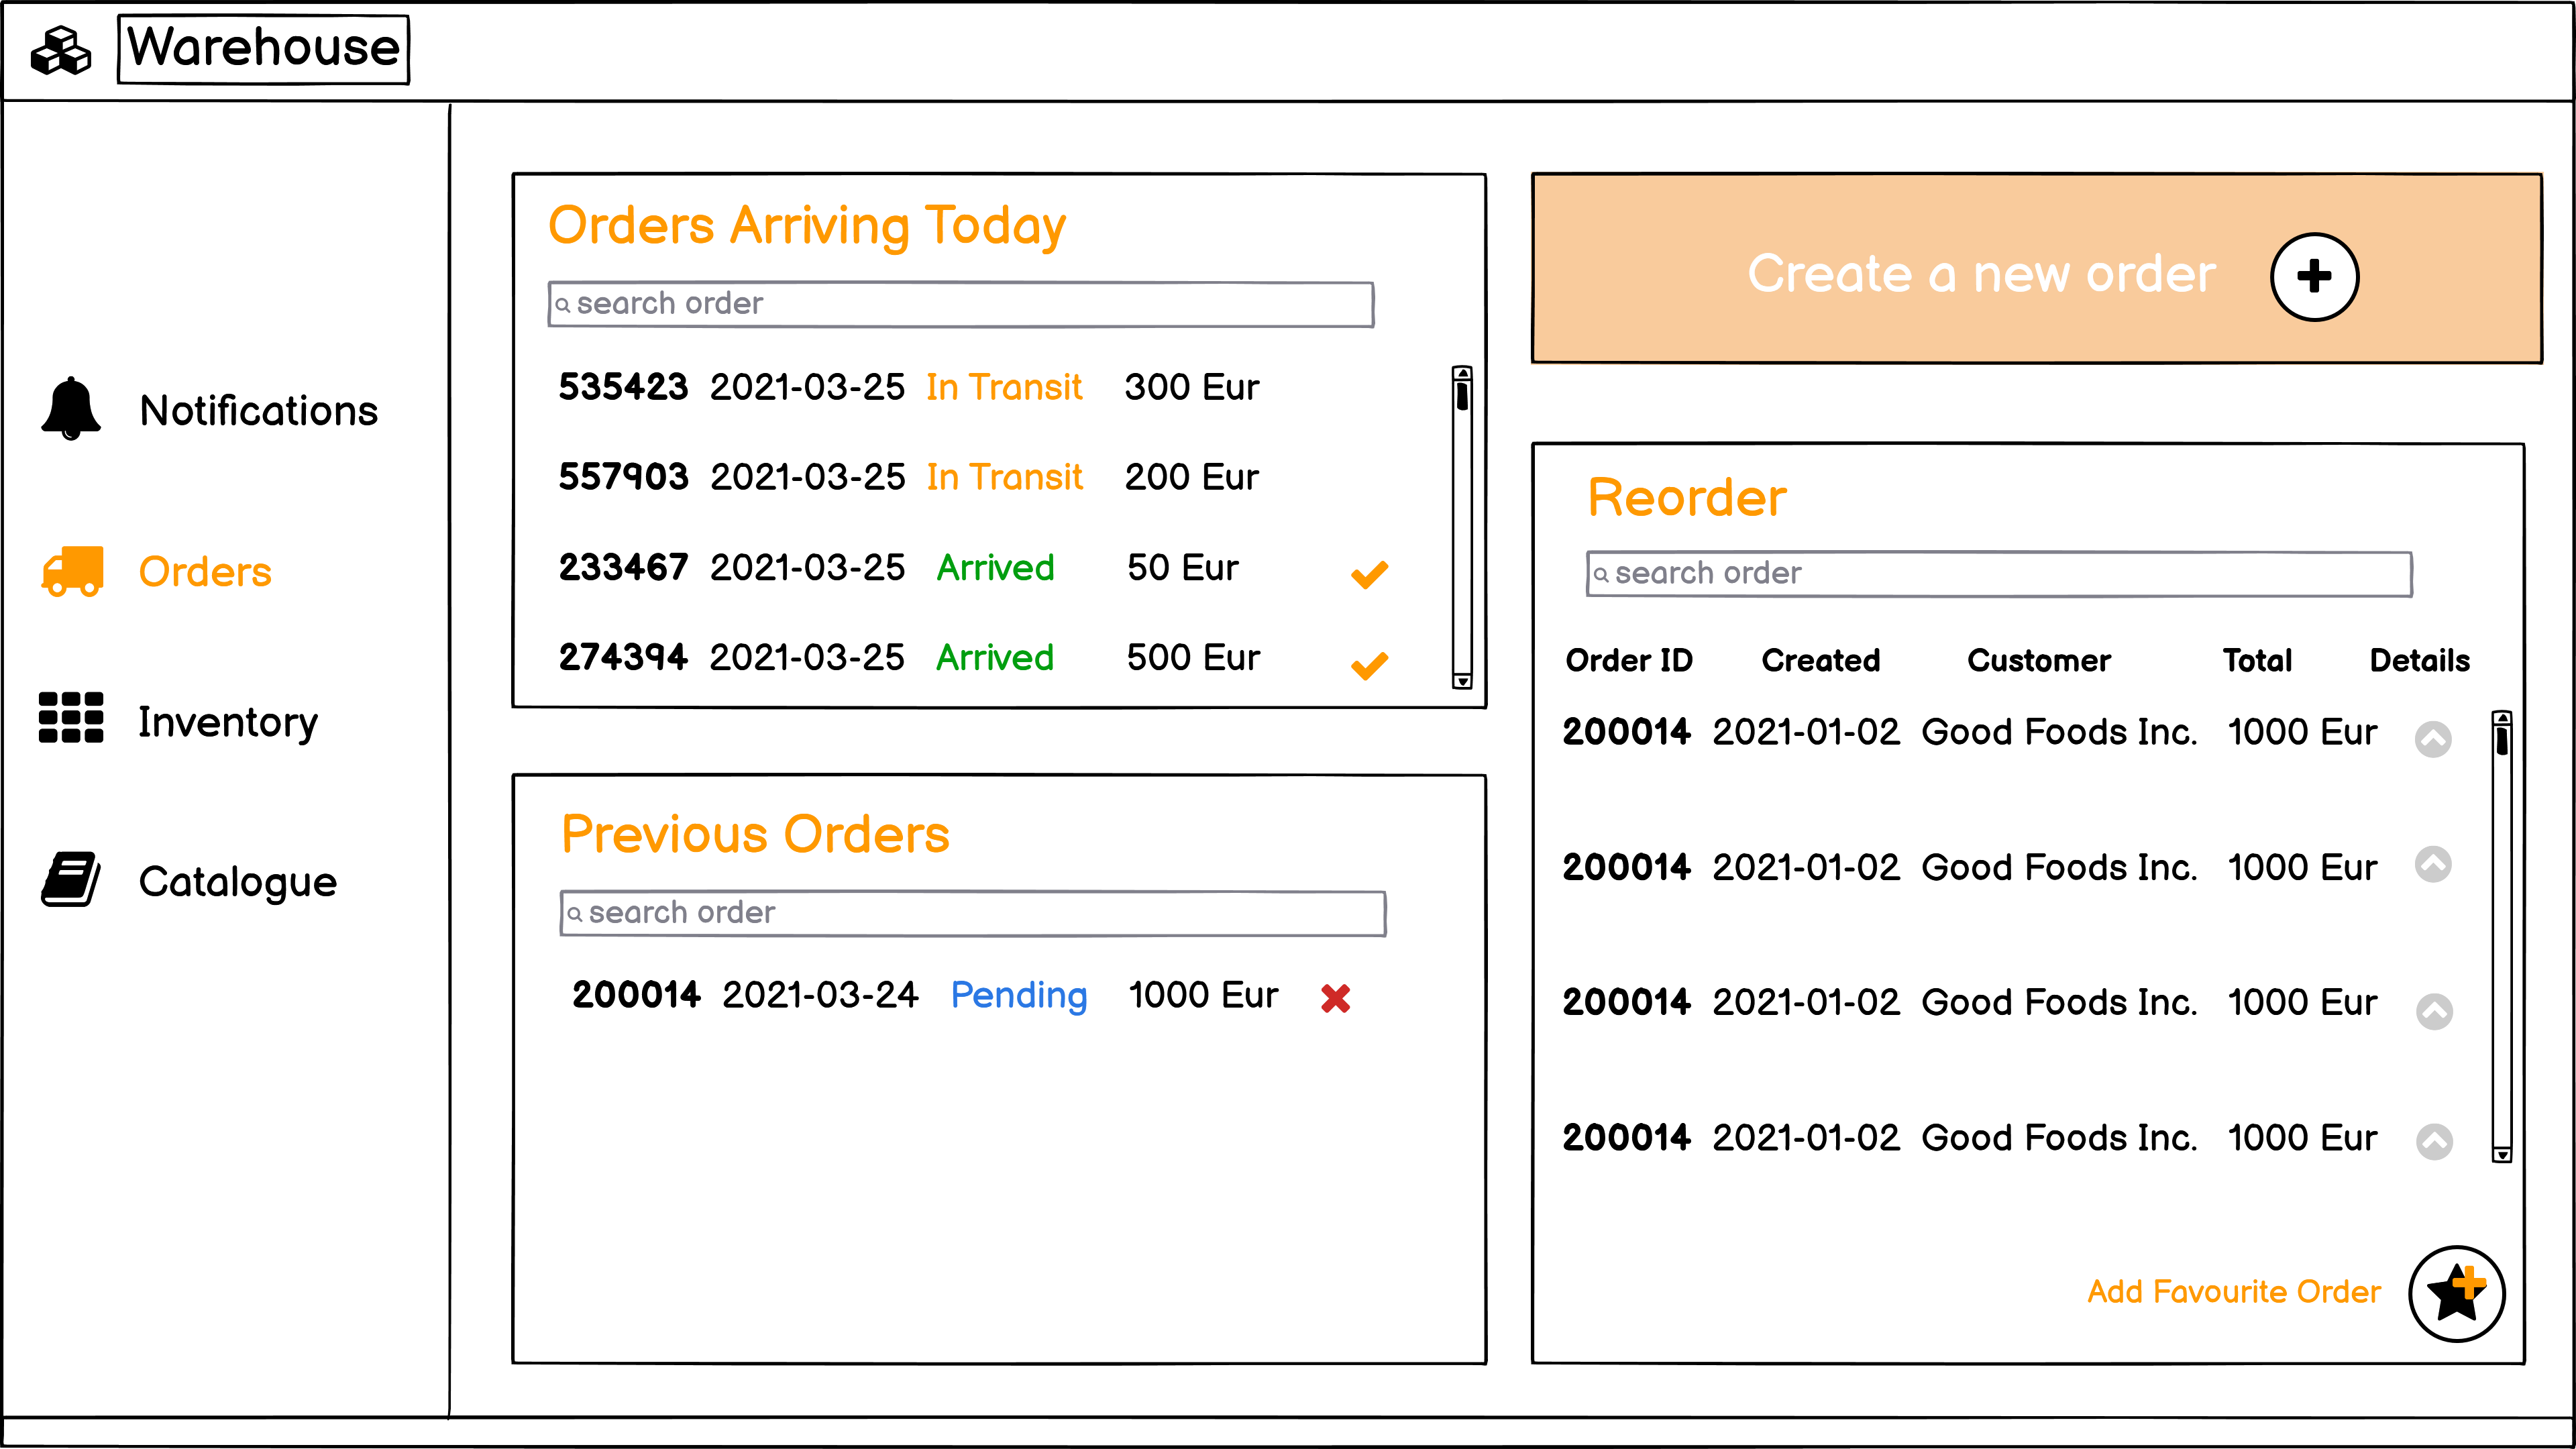 Warehouse
Notifications
Orders
Inventory
Catalogue
Orders Arriving Today
search order
535423 2021-03-25 In Transit 300 Eur
557903 2021-03-25 In Transit 200 Eur
233467 2021-03-25 Arrived 50 Eur
274394 2021-03-25 Arrived 500 Eur
Previous Orders
search order
200014 2021-03-24 Pending 1000 Eur
Create a new order
Reorder
search order
Order ID Created Customer Total Details
200014 2021-01-02 Good Foods Inc. 1000 Eur
200014 2021-01-02 Good Foods Inc. 1000 Eur
200014 2021-01-02 Good Foods Inc. 1000 Eur
200014 2021-01-02 Good Foods Inc. 1000 Eur
Add Favourite Order